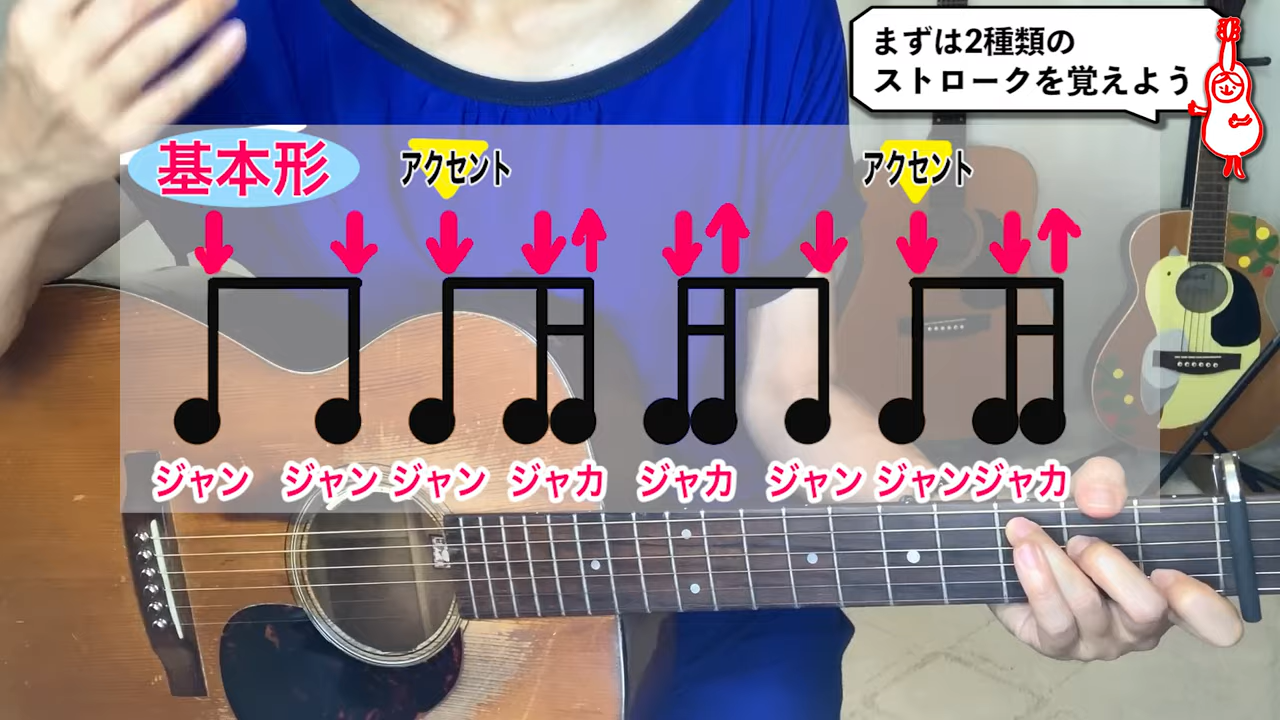 まずは2種類の
ストロークを覚えよう
基本形
アクセント
アクセント
ジャン ジャン ジャン ジャカ ジャカ ジャン ジャンジャカ